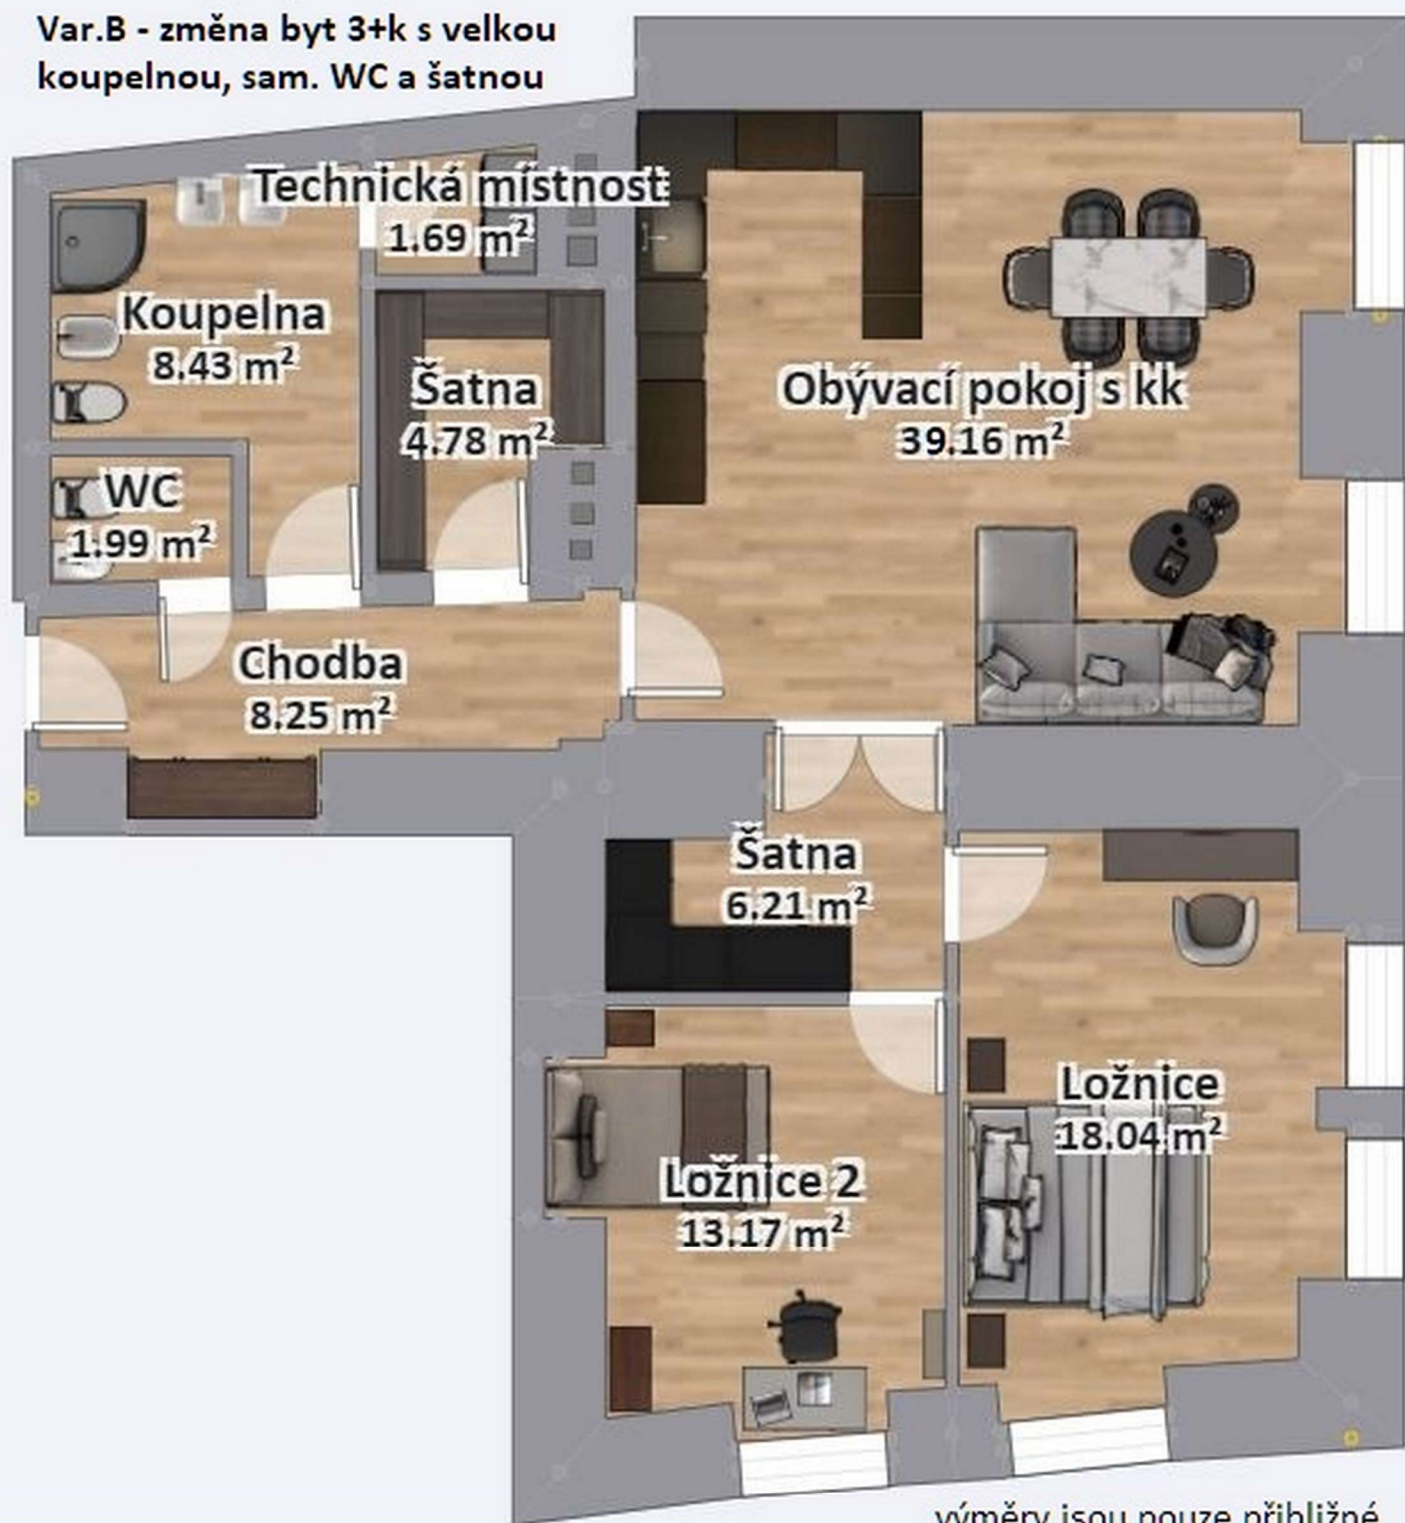 Var.B - změna byt 3+k s velkou
koupelnou, sam. WC a šatnou
Technická místnost
1.69 m²
Koupelna
8.43 m²
Šatna
4.78 m²
Obývací pokoj s kk
39.16 m²
WC
1.99 m²
Chodba
8.25 m²
Šatna
6.21 m²
Ložnice
18.04 m²
Ložnice 2
13.17 m²
výměry jsou pouze přibližné